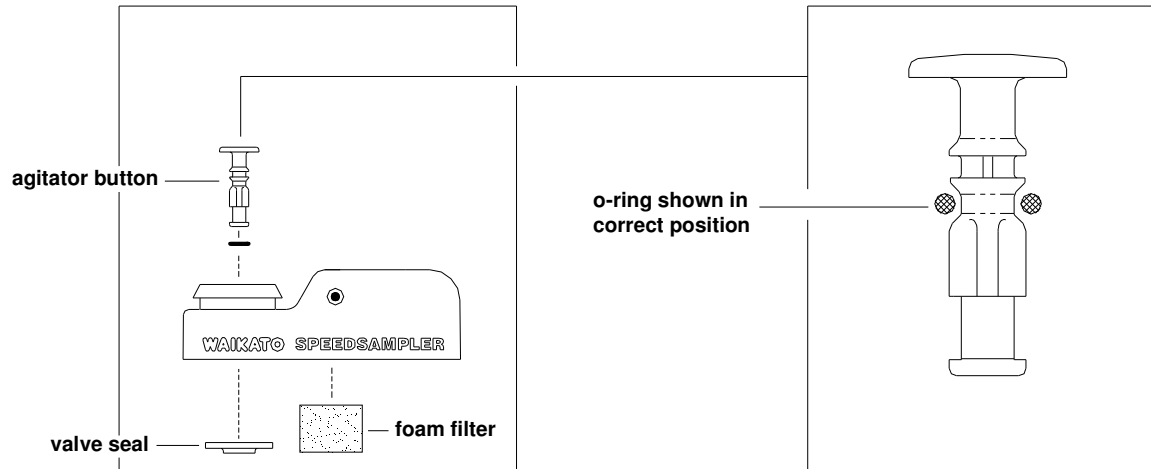 agitator button
o-ring shown in
correct position
WAIKATO SPEEDSAMPLER
valve seal
foam filter